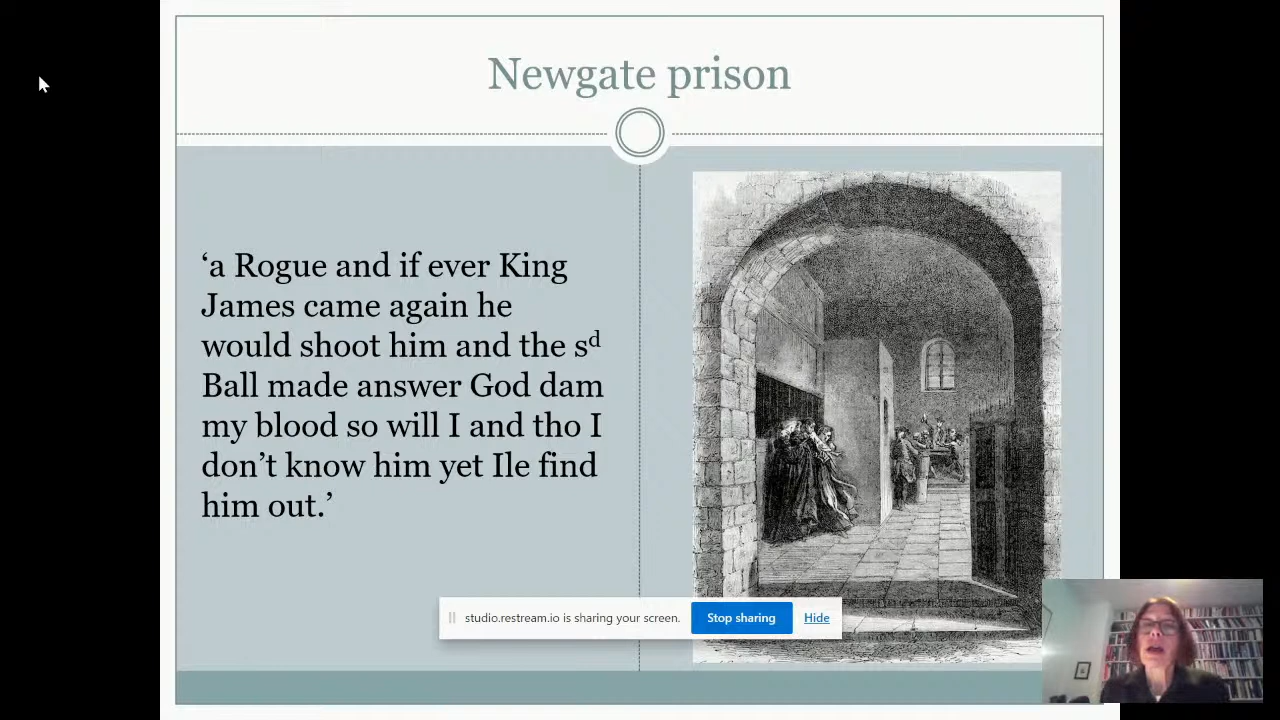 Newgate prison
‘a Rogue and if ever King
James came again he
would shoot him and the sᵈ
Ball made answer God dam
my blood so will I and tho I
don’t know him yet Ile find
him out.’
studio.restream.io is sharing your screen.
Stop sharing
Hide